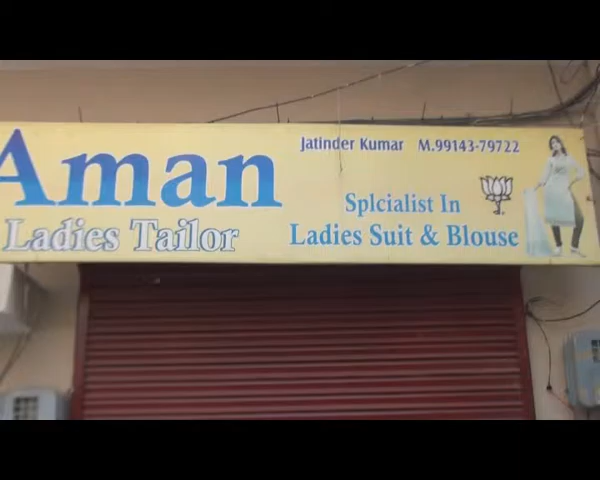 Aman
Ladies Tailor
Jatinder Kumar M.99143-79722
Splcialist In
Ladies Suit & Blouse